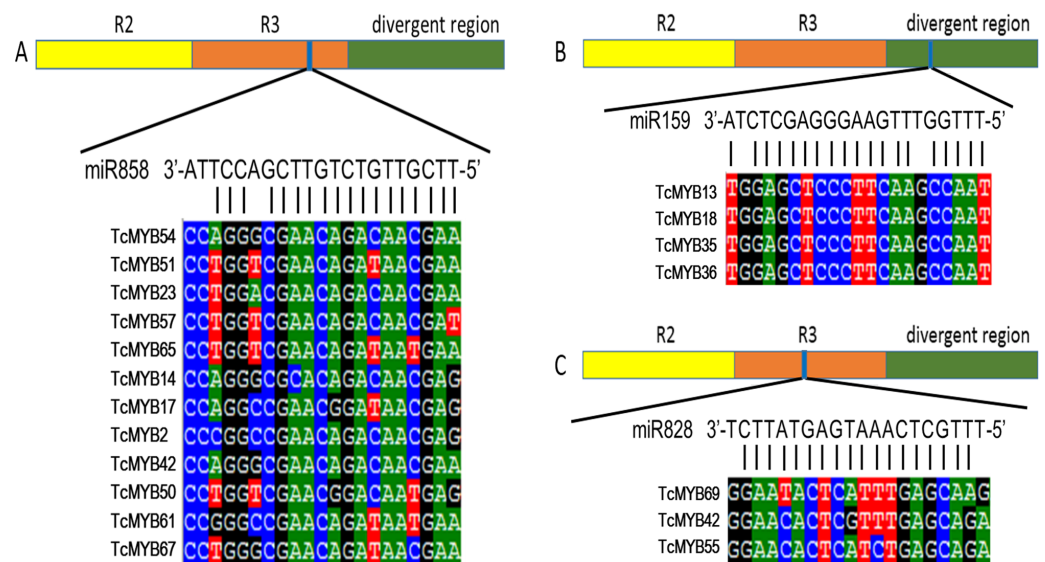 A
R2 R3 divergent region
miR858 3'-ATTCCAGCTTGTCTGTTGCTT-5'
TcMYB54 CCAGGGCGAACAGACAACGAA
TcMYB51 CCTGGTCGAACAGATAACGAA
TcMYB23 CCTGGACGAACAGACAACGAA
TcMYB57 CCTGGTCGAACAGACAACGAT
TcMYB65 CCTGGTCGAACAGATAATGAA
TcMYB14 CCAGGGCGCACAGACAACGAG
TcMYB17 CCAGGCCGAACGGATAACGAG
TcMYB2 CCCGGCCGAACAGACAACGAG
TcMYB42 CCAGGGCGAACAGACAACGAA
TcMYB50 CCTGGTCGAACGGACAATGAG
TcMYB61 CCGGGCCGAACAGATAATGAA
TcMYB67 CCTGGGCGAACAGATAACGAA
B
R2 R3 divergent region
miR159 3'-ATCTCGAGGGAAGTTTGGTTT-5'
TcMYB13 TGGAGCTCCCTTCAAGCCAAT
TcMYB18 TGGAGCTCCCTTCAAGCCAAT
TcMYB35 TGGAGCTCCCTTCAAGCCAAT
TcMYB36 TGGAGCTCCCTTCAAGCCAAT
C
R2 R3 divergent region
miR828 3'-TCTTATGAGTAAACTCGTTT-5'
TcMYB69 GGAATACTCATTTGAGCAAG
TcMYB42 GGAACACTCGTTTGAGCAGA
TcMYB55 GGAACACTCATCTGAGCAGA